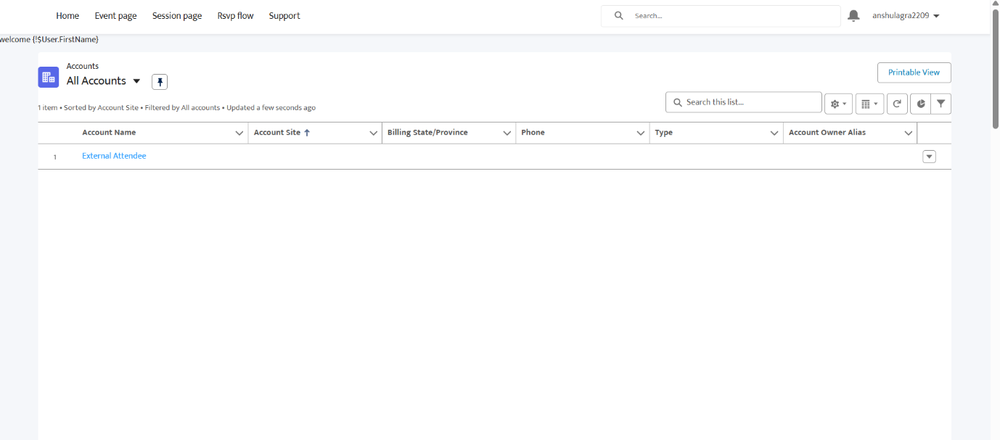 Home Event page Session page Rsvp flow Support Search... anshulagra2209
welcome {!$User.FirstName}
Accounts
All Accounts
Printable View
1 item • Sorted by Account Site • Filtered by All accounts • Updated a few seconds ago
Search this list...
Account Name Account Site Billing State/Province Phone Type Account Owner Alias
1 External Attendee